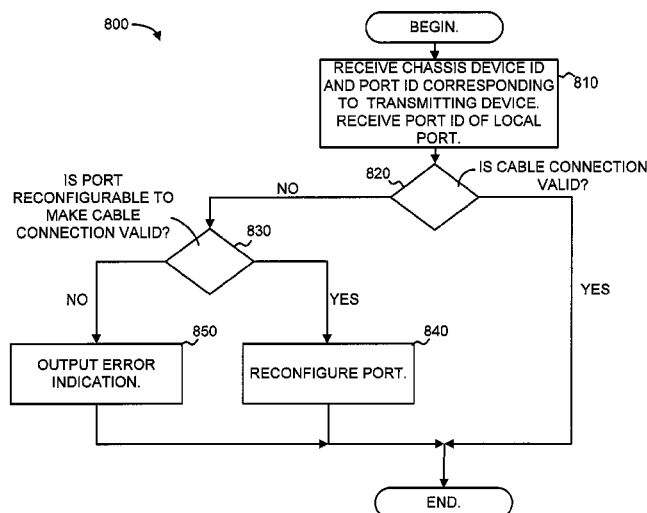 800
BEGIN.
RECEIVE CHASSIS DEVICE ID
AND PORT ID CORRESPONDING
TO TRANSMITTING DEVICE.
RECEIVE PORT ID OF LOCAL
PORT.
810
820
IS CABLE CONNECTION
VALID?
NO
IS PORT
RECONFIGURABLE TO
MAKE CABLE
CONNECTION VALID?
830
NO
YES
YES
850
OUTPUT ERROR
INDICATION.
840
RECONFIGURE PORT.
END.